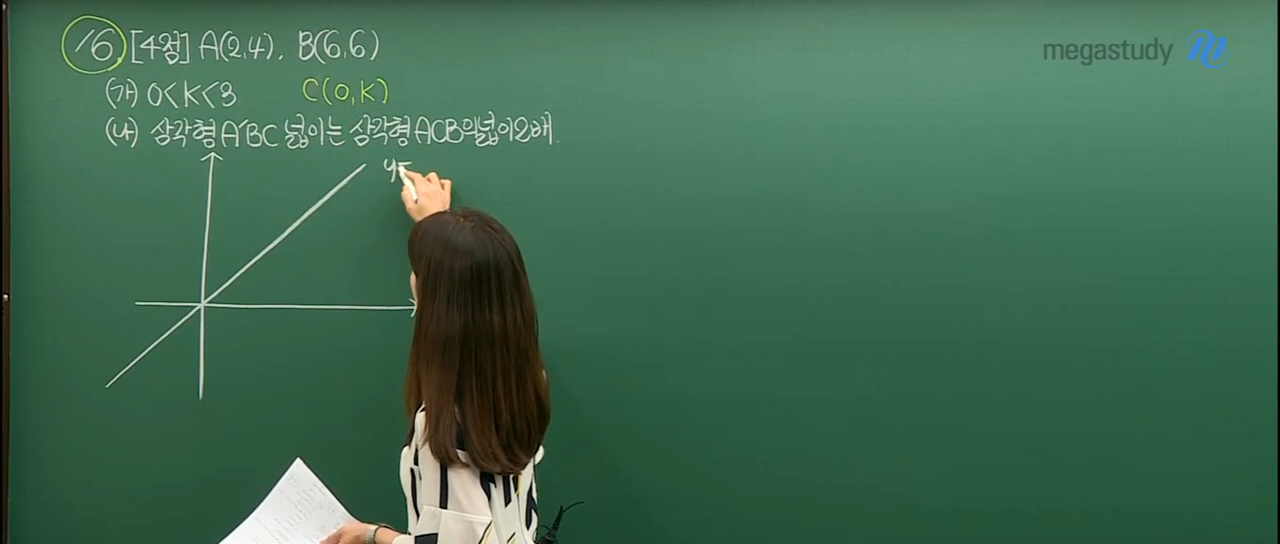 16. [4점] A(2,4), B(6,6)
megastudy
(가) 0<K<3 C(0,K)
(나) 삼각형 A'BC 넓이는 삼각형 ACB의 넓이 2배.
y=